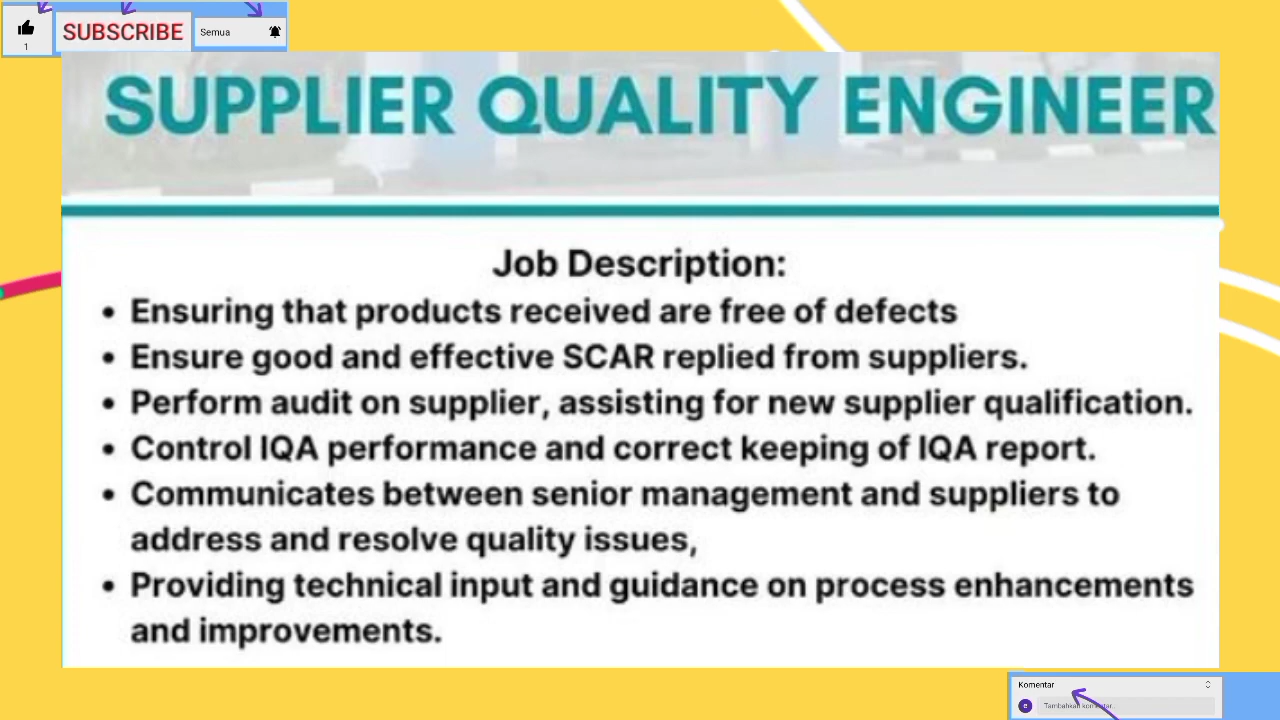 1
SUBSCRIBE
Semua
SUPPLIER QUALITY ENGINEER
Job Description:
• Ensuring that products received are free of defects
• Ensure good and effective SCAR replied from suppliers.
• Perform audit on supplier, assisting for new supplier qualification.
• Control IQA performance and correct keeping of IQA report.
• Communicates between senior management and suppliers to
address and resolve quality issues,
• Providing technical input and guidance on process enhancements
and improvements.
Komentar
e
Tambahkan komentar...